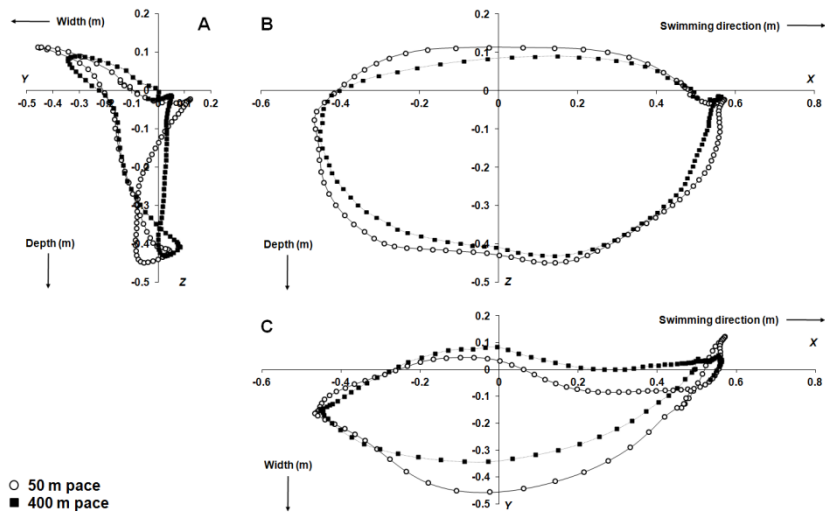 Width (m)
A
0.2
0.1
0
Y
-0.5 -0.4 -0.3 -0.2 -0.1 0 0.1 0.2
-0.1
-0.5
Depth (m)
Z
B
Swimming direction (m)
0.2
0.1
0
X
-0.6 -0.4 -0.2 0 0.2 0.4 0.6 0.8
-0.1
-0.2
-0.3
-0.4
-0.5
Depth (m)
Z
C
Swimming direction (m)
0.2
0.1
0
X
-0.6 -0.4 -0.2 0 0.2 0.4 0.6 0.8
-0.1
-0.2
-0.3
-0.4
-0.5
Width (m)
Y
50 m pace
400 m pace